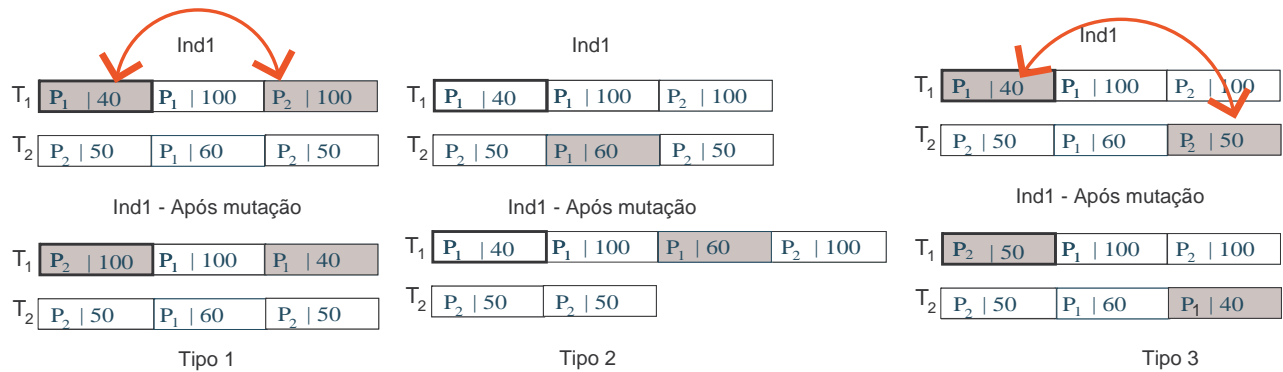 Ind1
T1 P1 | 40 P1 | 100 P2 | 100
T2 P2 | 50 P1 | 60 P2 | 50
Ind1 - Após mutação
T1 P2 | 100 P1 | 100 P1 | 40
T2 P2 | 50 P1 | 60 P2 | 50
Tipo 1
Ind1
T1 P1 | 40 P1 | 100 P2 | 100
T2 P2 | 50 P1 | 60 P2 | 50
Ind1 - Após mutação
T1 P1 | 40 P1 | 100 P1 | 60 P2 | 100
T2 P2 | 50 P2 | 50
Tipo 2
Ind1
T1 P1 | 40 P1 | 100 P2 | 100
T2 P2 | 50 P1 | 60 P2 | 50
Ind1 - Após mutação
T1 P2 | 50 P1 | 100 P2 | 100
T2 P2 | 50 P1 | 60 P1 | 40
Tipo 3